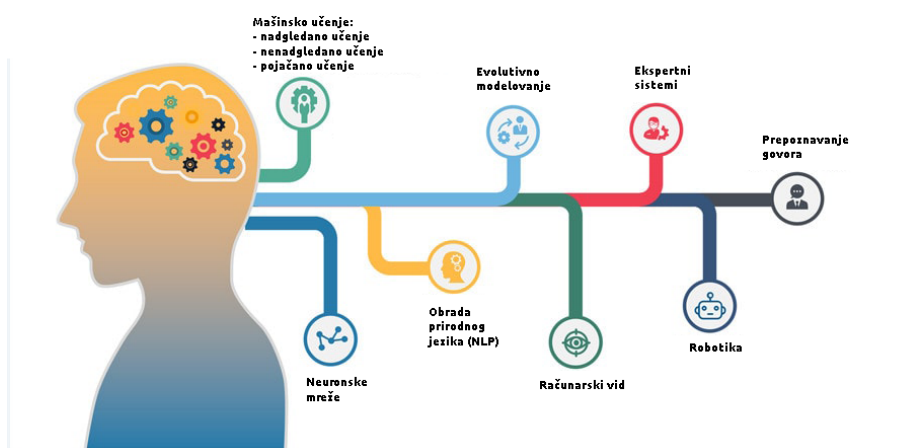 Mašinsko učenje:
- nadgledano učenje
- nenadgledano učenje
- pojačano učenje
Evolutivno
modelovanje
Ekspertni
sistemi
Prepoznavanje
govora
Obrada
prirodnog
jezika (NLP)
Neuronske
mreže
Računarski vid
Robotika